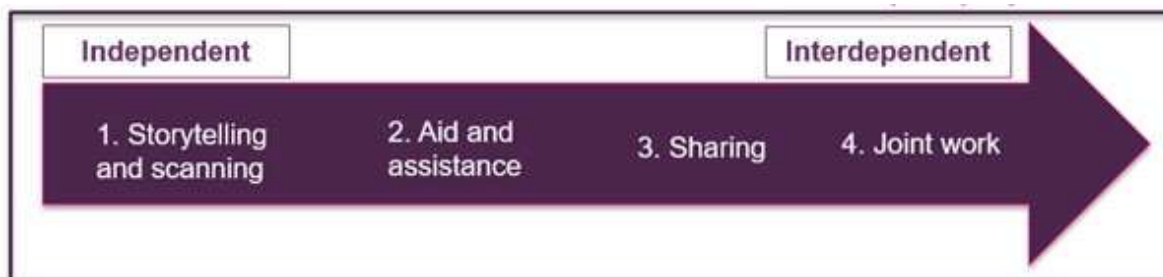 Independent
Interdependent
1. Storytelling
and scanning
2. Aid and
assistance
3. Sharing
4. Joint work